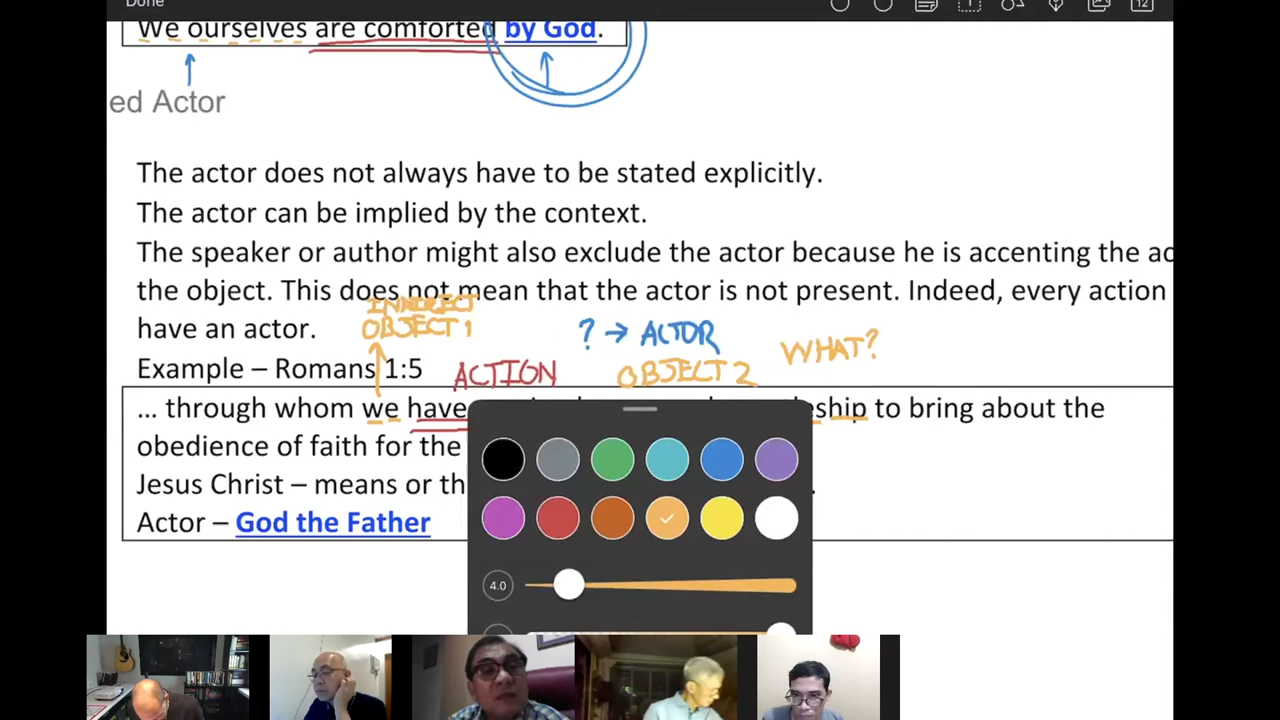 Done
12
We ourselves are comforted by God.
ed Actor
The actor does not always have to be stated explicitly.
The actor can be implied by the context.
The speaker or author might also exclude the actor because he is accenting the ac
the object. This does not mean that the actor is not present. Indeed, every action
INDIRECT
have an actor. OBJECT 1 ? → ACTOR WHAT?
Example – Romans 1:5 ACTION OBJECT 2
... through whom we have ship to bring about the
obedience of faith for the
Jesus Christ – means or th
Actor – God the Father
4.0